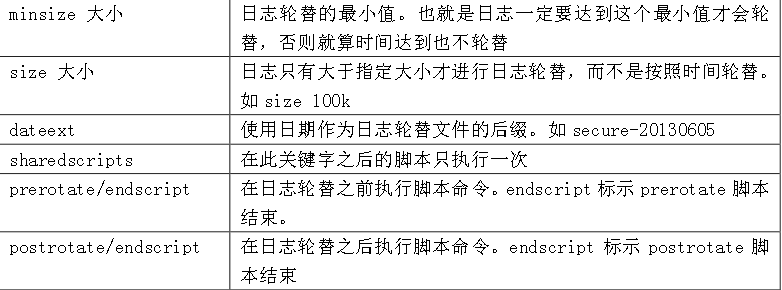 minsize 大小 日志轮替的最小值。也就是日志一定要达到这个最小值才会轮
替，否则就算时间达到也不轮替
size 大小 日志只有大于指定大小才进行日志轮替，而不是按照时间轮替。
如 size 100k
dateext 使用日期作为日志轮替文件的后缀。如 secure-20130605
sharedscripts 在此关键字之后的脚本只执行一次
prerotate/endscript 在日志轮替之前执行脚本命令。endscript 标示 prerotate 脚本
结束。
postrotate/endscript 在日志轮替之后执行脚本命令。endscript 标示 postrotate 脚
本结束